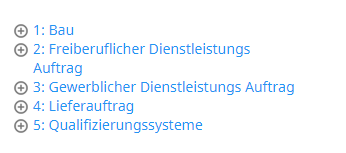 1: Bau
2: Freiberuflicher Dienstleistungs
Auftrag
3: Gewerblicher Dienstleistungs Auftrag
4: Lieferauftrag
5: Qualifizierungssysteme